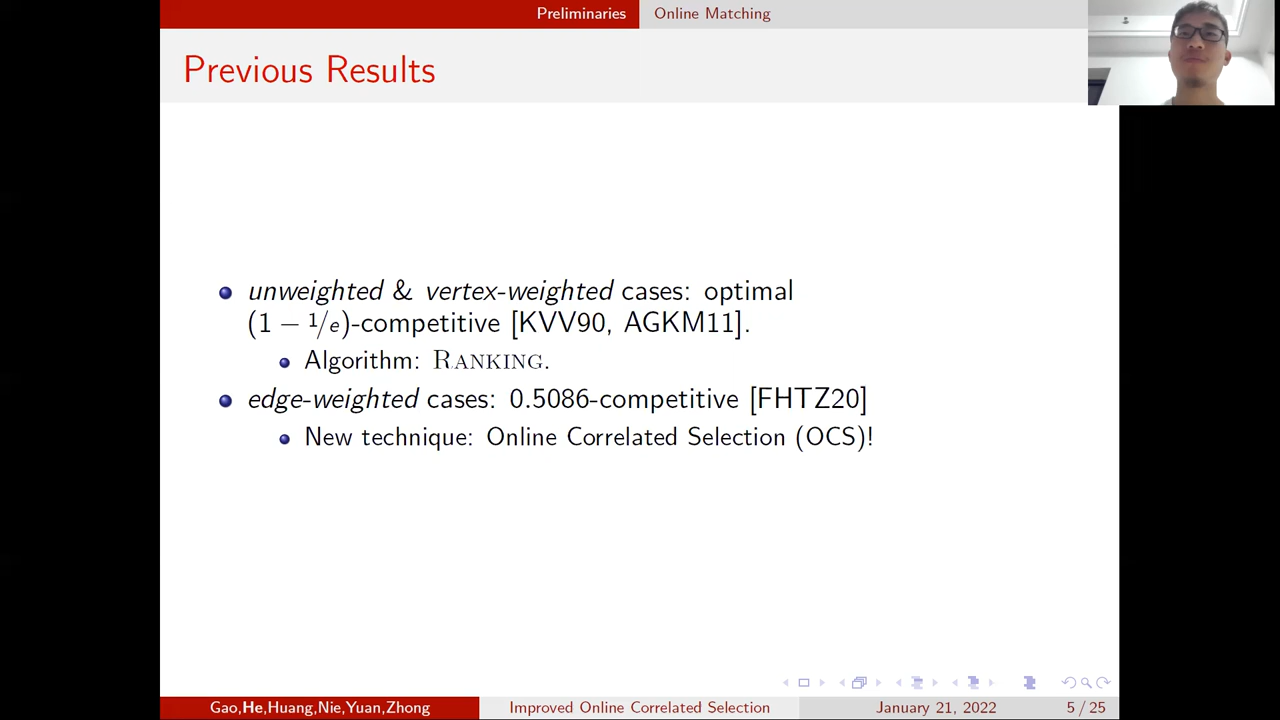 Preliminaries Online Matching
Previous Results
unweighted & vertex-weighted cases: optimal
(1 − 1/e)-competitive [KVV90, AGKM11].
Algorithm: RANKING.
edge-weighted cases: 0.5086-competitive [FHTZ20]
New technique: Online Correlated Selection (OCS)!
Gao,He,Huang,Nie,Yuan,Zhong Improved Online Correlated Selection January 21, 2022 5 / 25